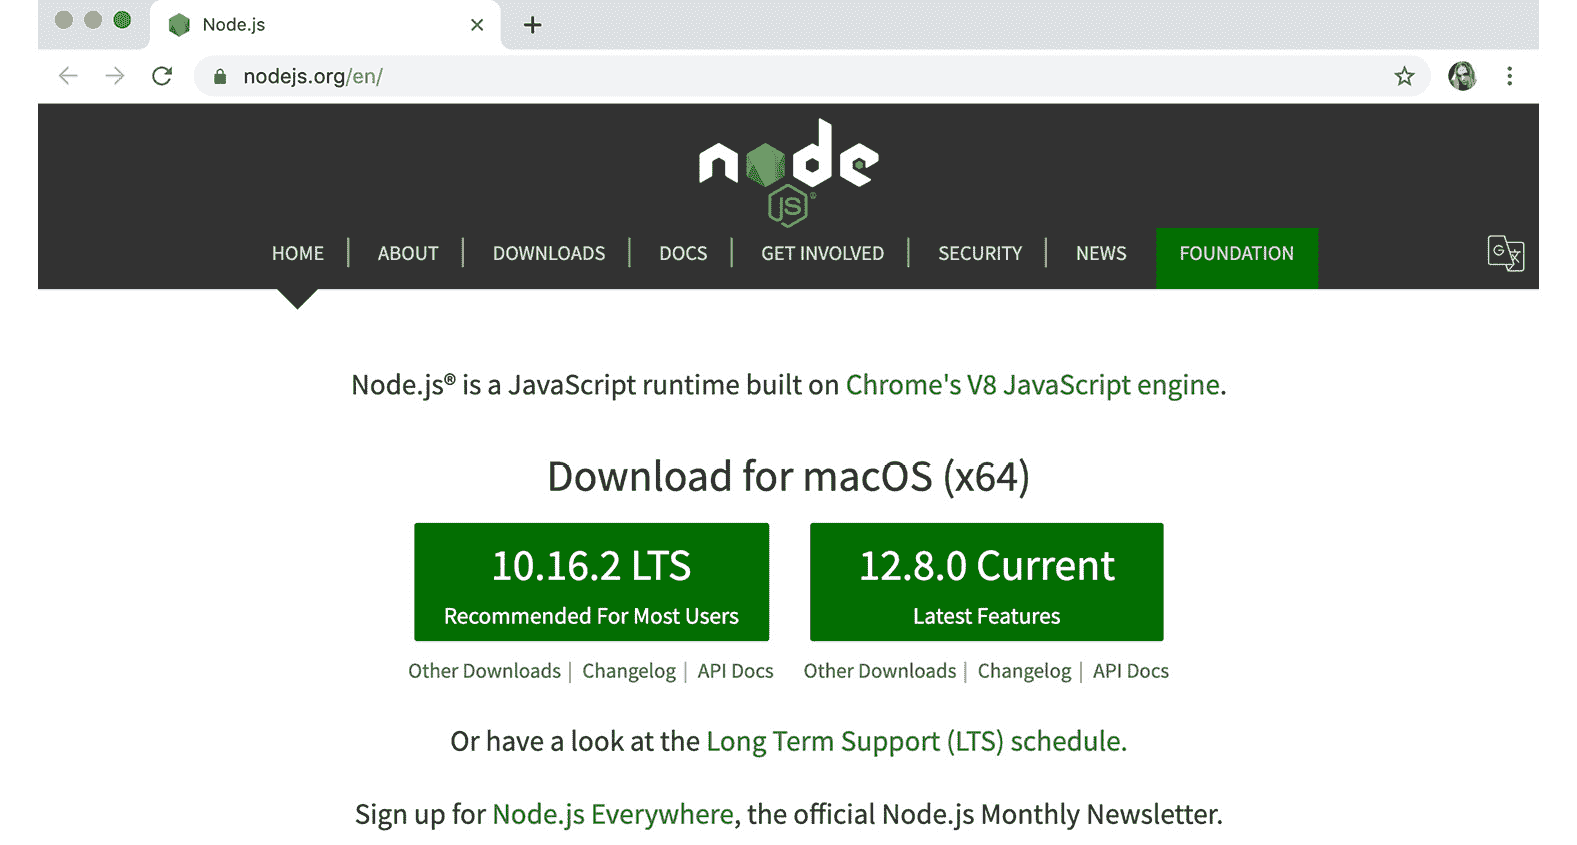 Node.js
nodejs.org/en/
node
JS®
HOME | ABOUT | DOWNLOADS | DOCS | GET INVOLVED | SECURITY | NEWS FOUNDATION
Node.js® is a JavaScript runtime built on Chrome's V8 JavaScript engine.
Download for macOS (x64)
10.16.2 LTS
Recommended For Most Users
12.8.0 Current
Latest Features
Other Downloads | Changelog | API Docs
Other Downloads | Changelog | API Docs
Or have a look at the Long Term Support (LTS) schedule.
Sign up for Node.js Everywhere, the official Node.js Monthly Newsletter.